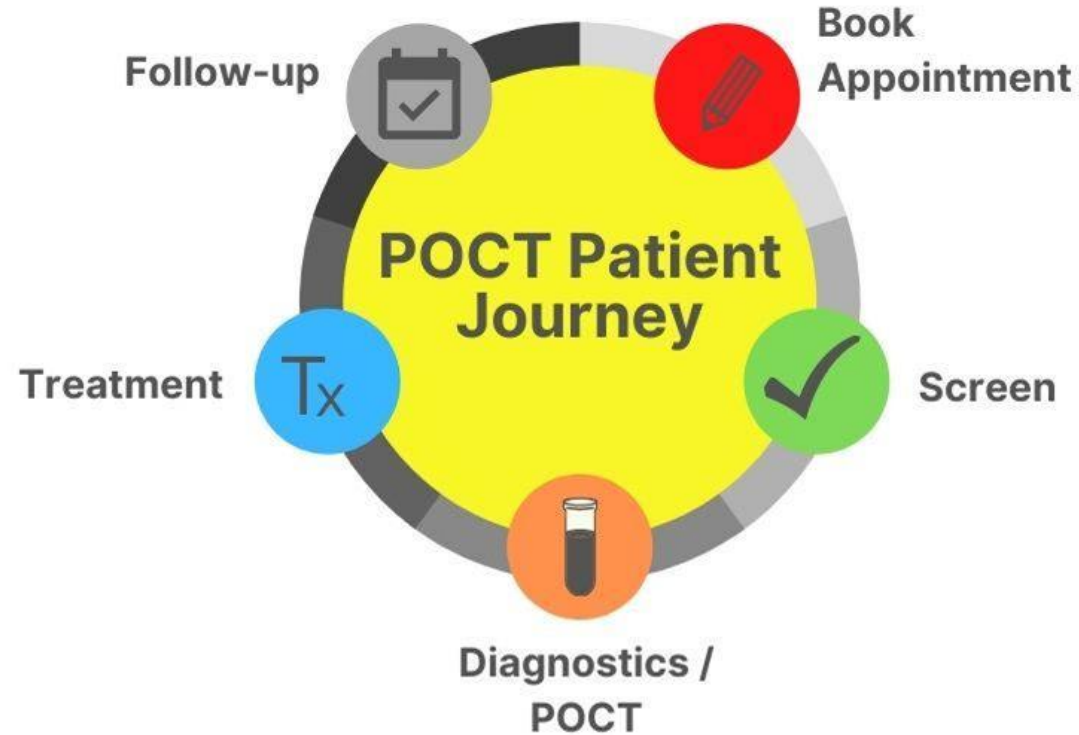 POCT Patient
Journey
Book
Appointment
Screen
Diagnostics /
POCT
Treatment
Tx
Follow-up